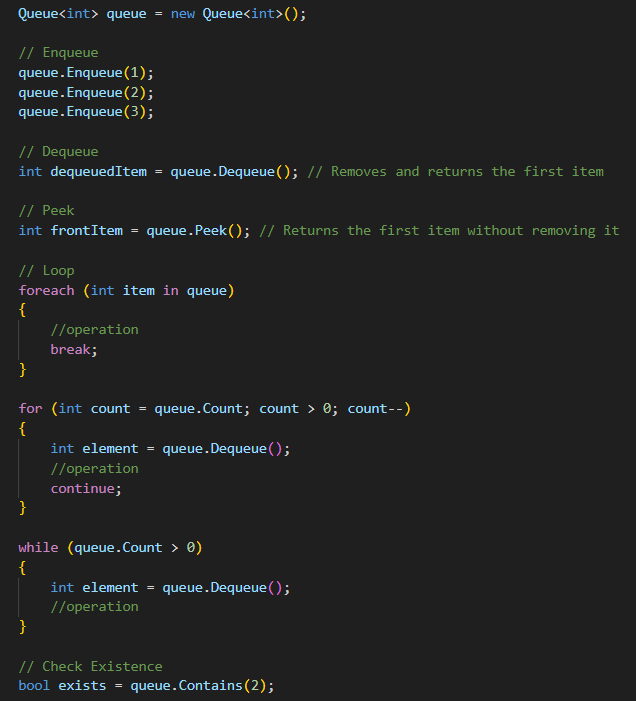 Queue<int> queue = new Queue<int>();
// Enqueue
queue.Enqueue(1);
queue.Enqueue(2);
queue.Enqueue(3);
// Dequeue
int dequeuedItem = queue.Dequeue(); // Removes and returns the first item
// Peek
int frontItem = queue.Peek(); // Returns the first item without removing it
// Loop
foreach (int item in queue)
{
    //operation
    break;
}
for (int count = queue.Count; count > 0; count--)
{
    int element = queue.Dequeue();
    //operation
    continue;
}
while (queue.Count > 0)
{
    int element = queue.Dequeue();
    //operation
}
// Check Existence
bool exists = queue.Contains(2);